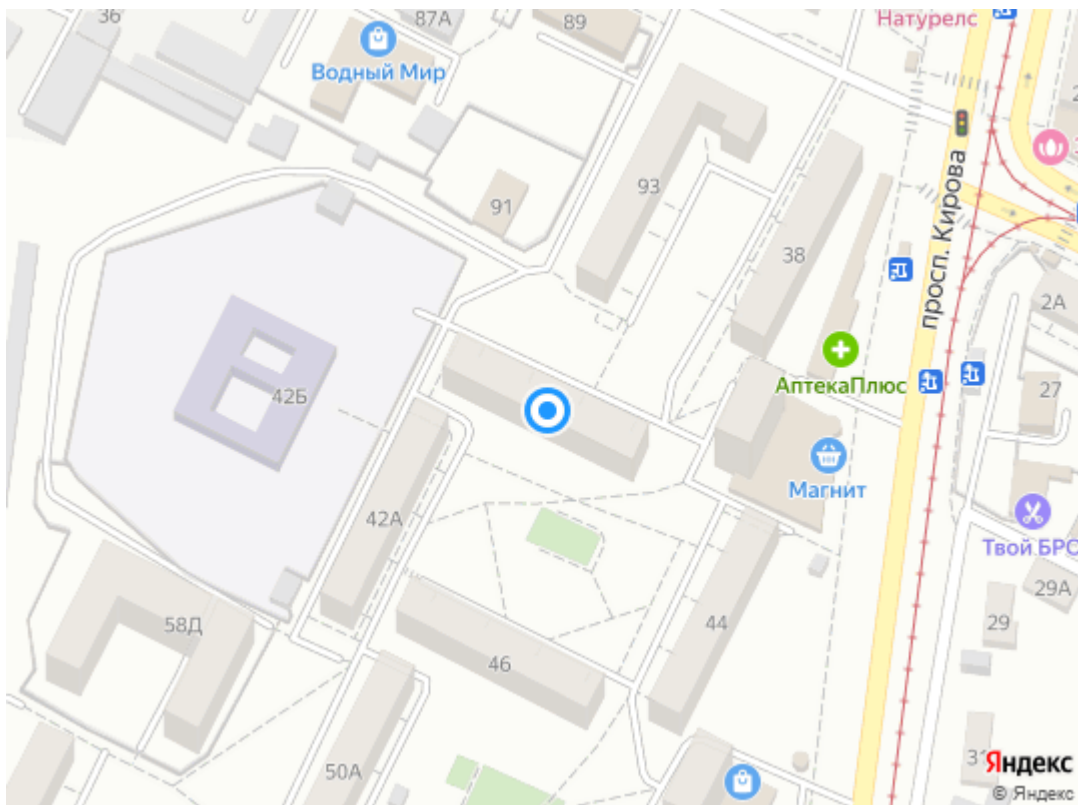 Натурелс
36
87А
89
Водный Мир
93
91
38
просп. Кирова
2А
42Б
АптекаПлюс
27
Магнит
42А
Твой БРО
29А
29
44
58Д
46
50А
31
Яндекс
© Яндекс